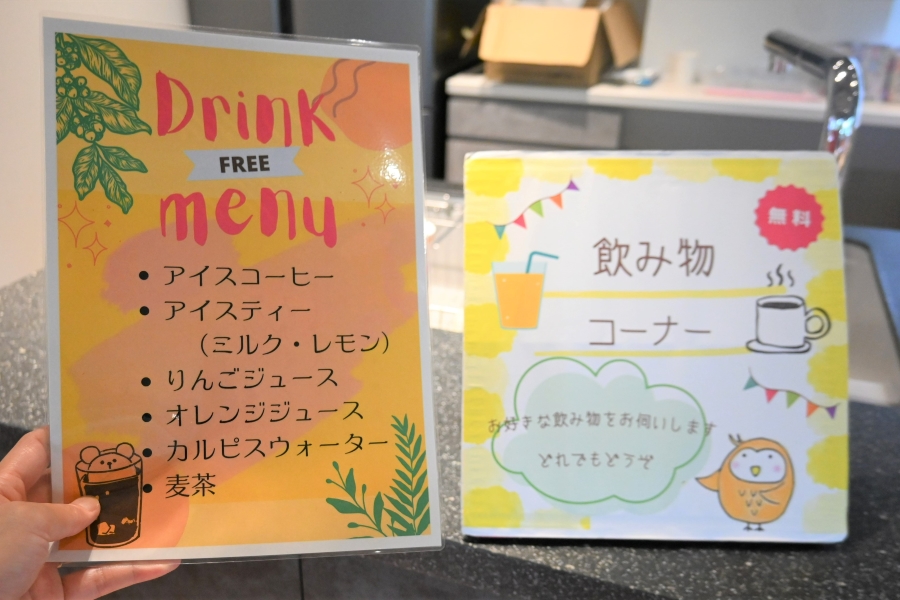 Drink
FREE
menu
• アイスコーヒー
• アイスティー
（ミルク・レモン）
• りんごジュース
• オレンジジュース
• カルピスウォーター
• 麦茶
無料
飲み物
コーナー
お好きな飲み物をお伺いします
どれでもどうぞ